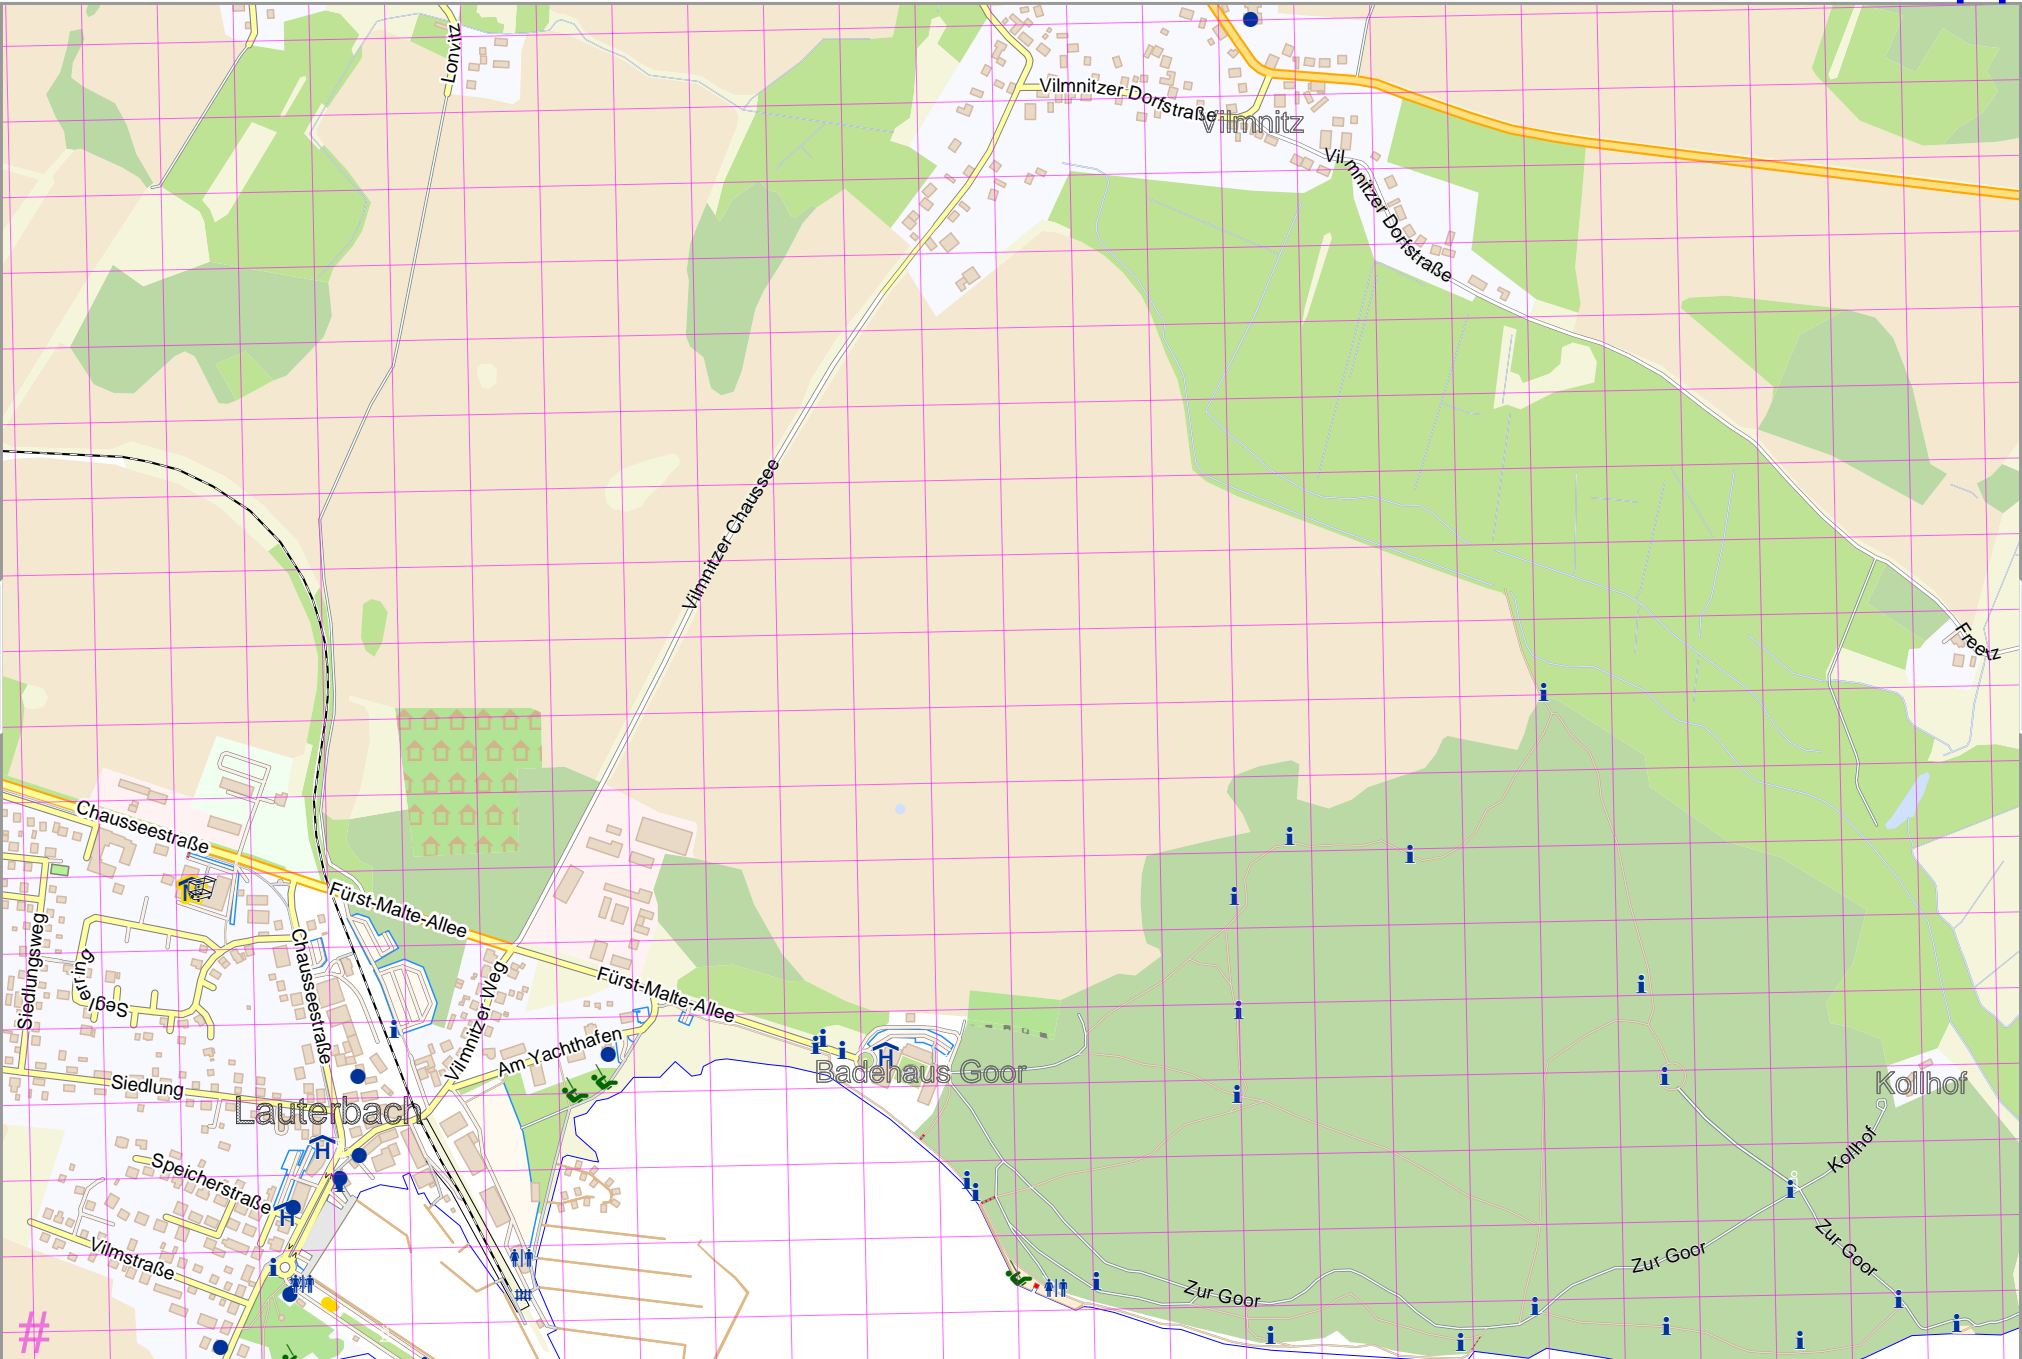 Lonvitz
Vilmnitzer Dorfstraße
Vilmnitz
Vilmnitzer Dorfstraße
Vilmnitzer Chaussee
Freetz
Chausseestraße
Fürst-Malte-Allee
Siedlungsweg
Seglerring
Chausseestraße
Vilmnitzer Weg
Fürst-Malte-Allee
Am Yachthafen
Badehaus Goor
Siedlung
Lauterbach
Kollhof
Kollhof
Speicherstraße
Vilmstraße
Zur Goor
Zur Goor
Zur Goor
H
H
H
#